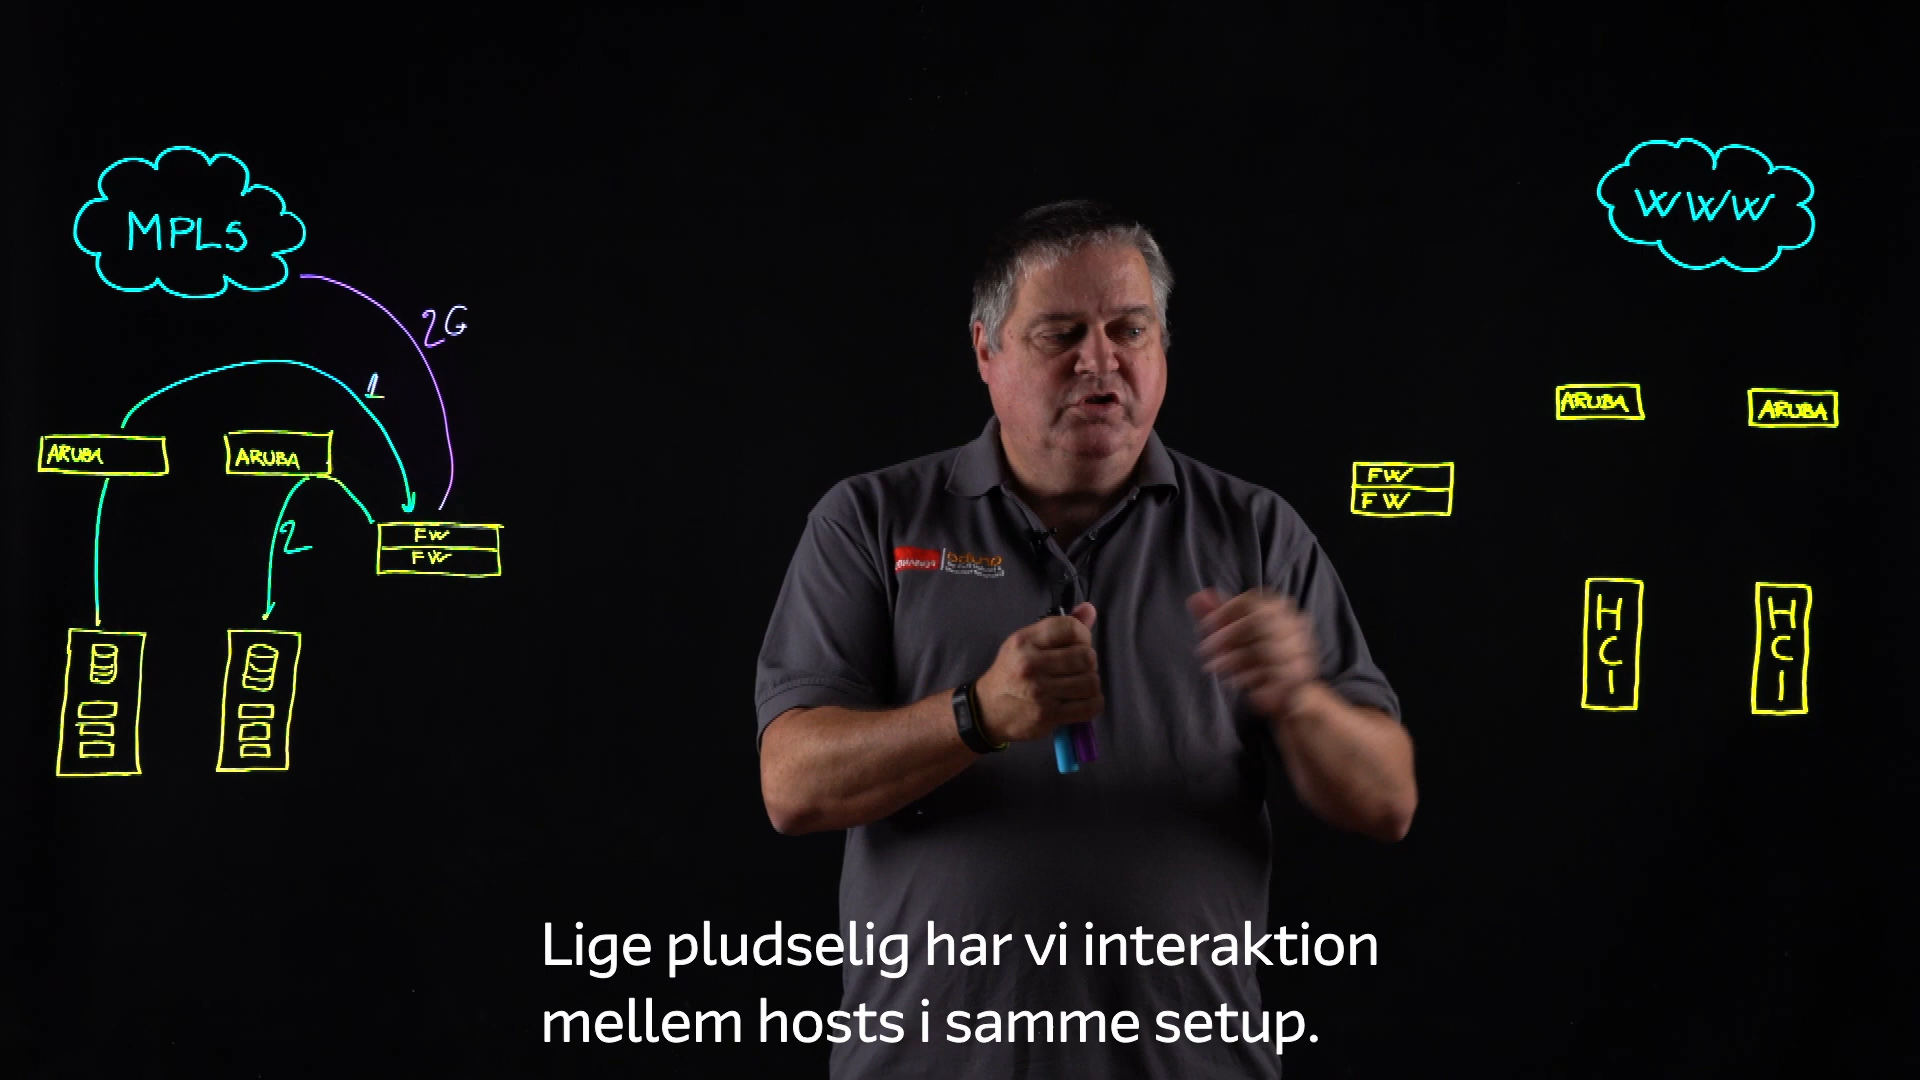 MPLS
WWW
2G
1
ARUBA
ARUBA
ARUBA
ARUBA
FW
FW
2
FW
FW
HCI
HCI
Lige pludselig har vi interaktion
mellem hosts i samme setup.